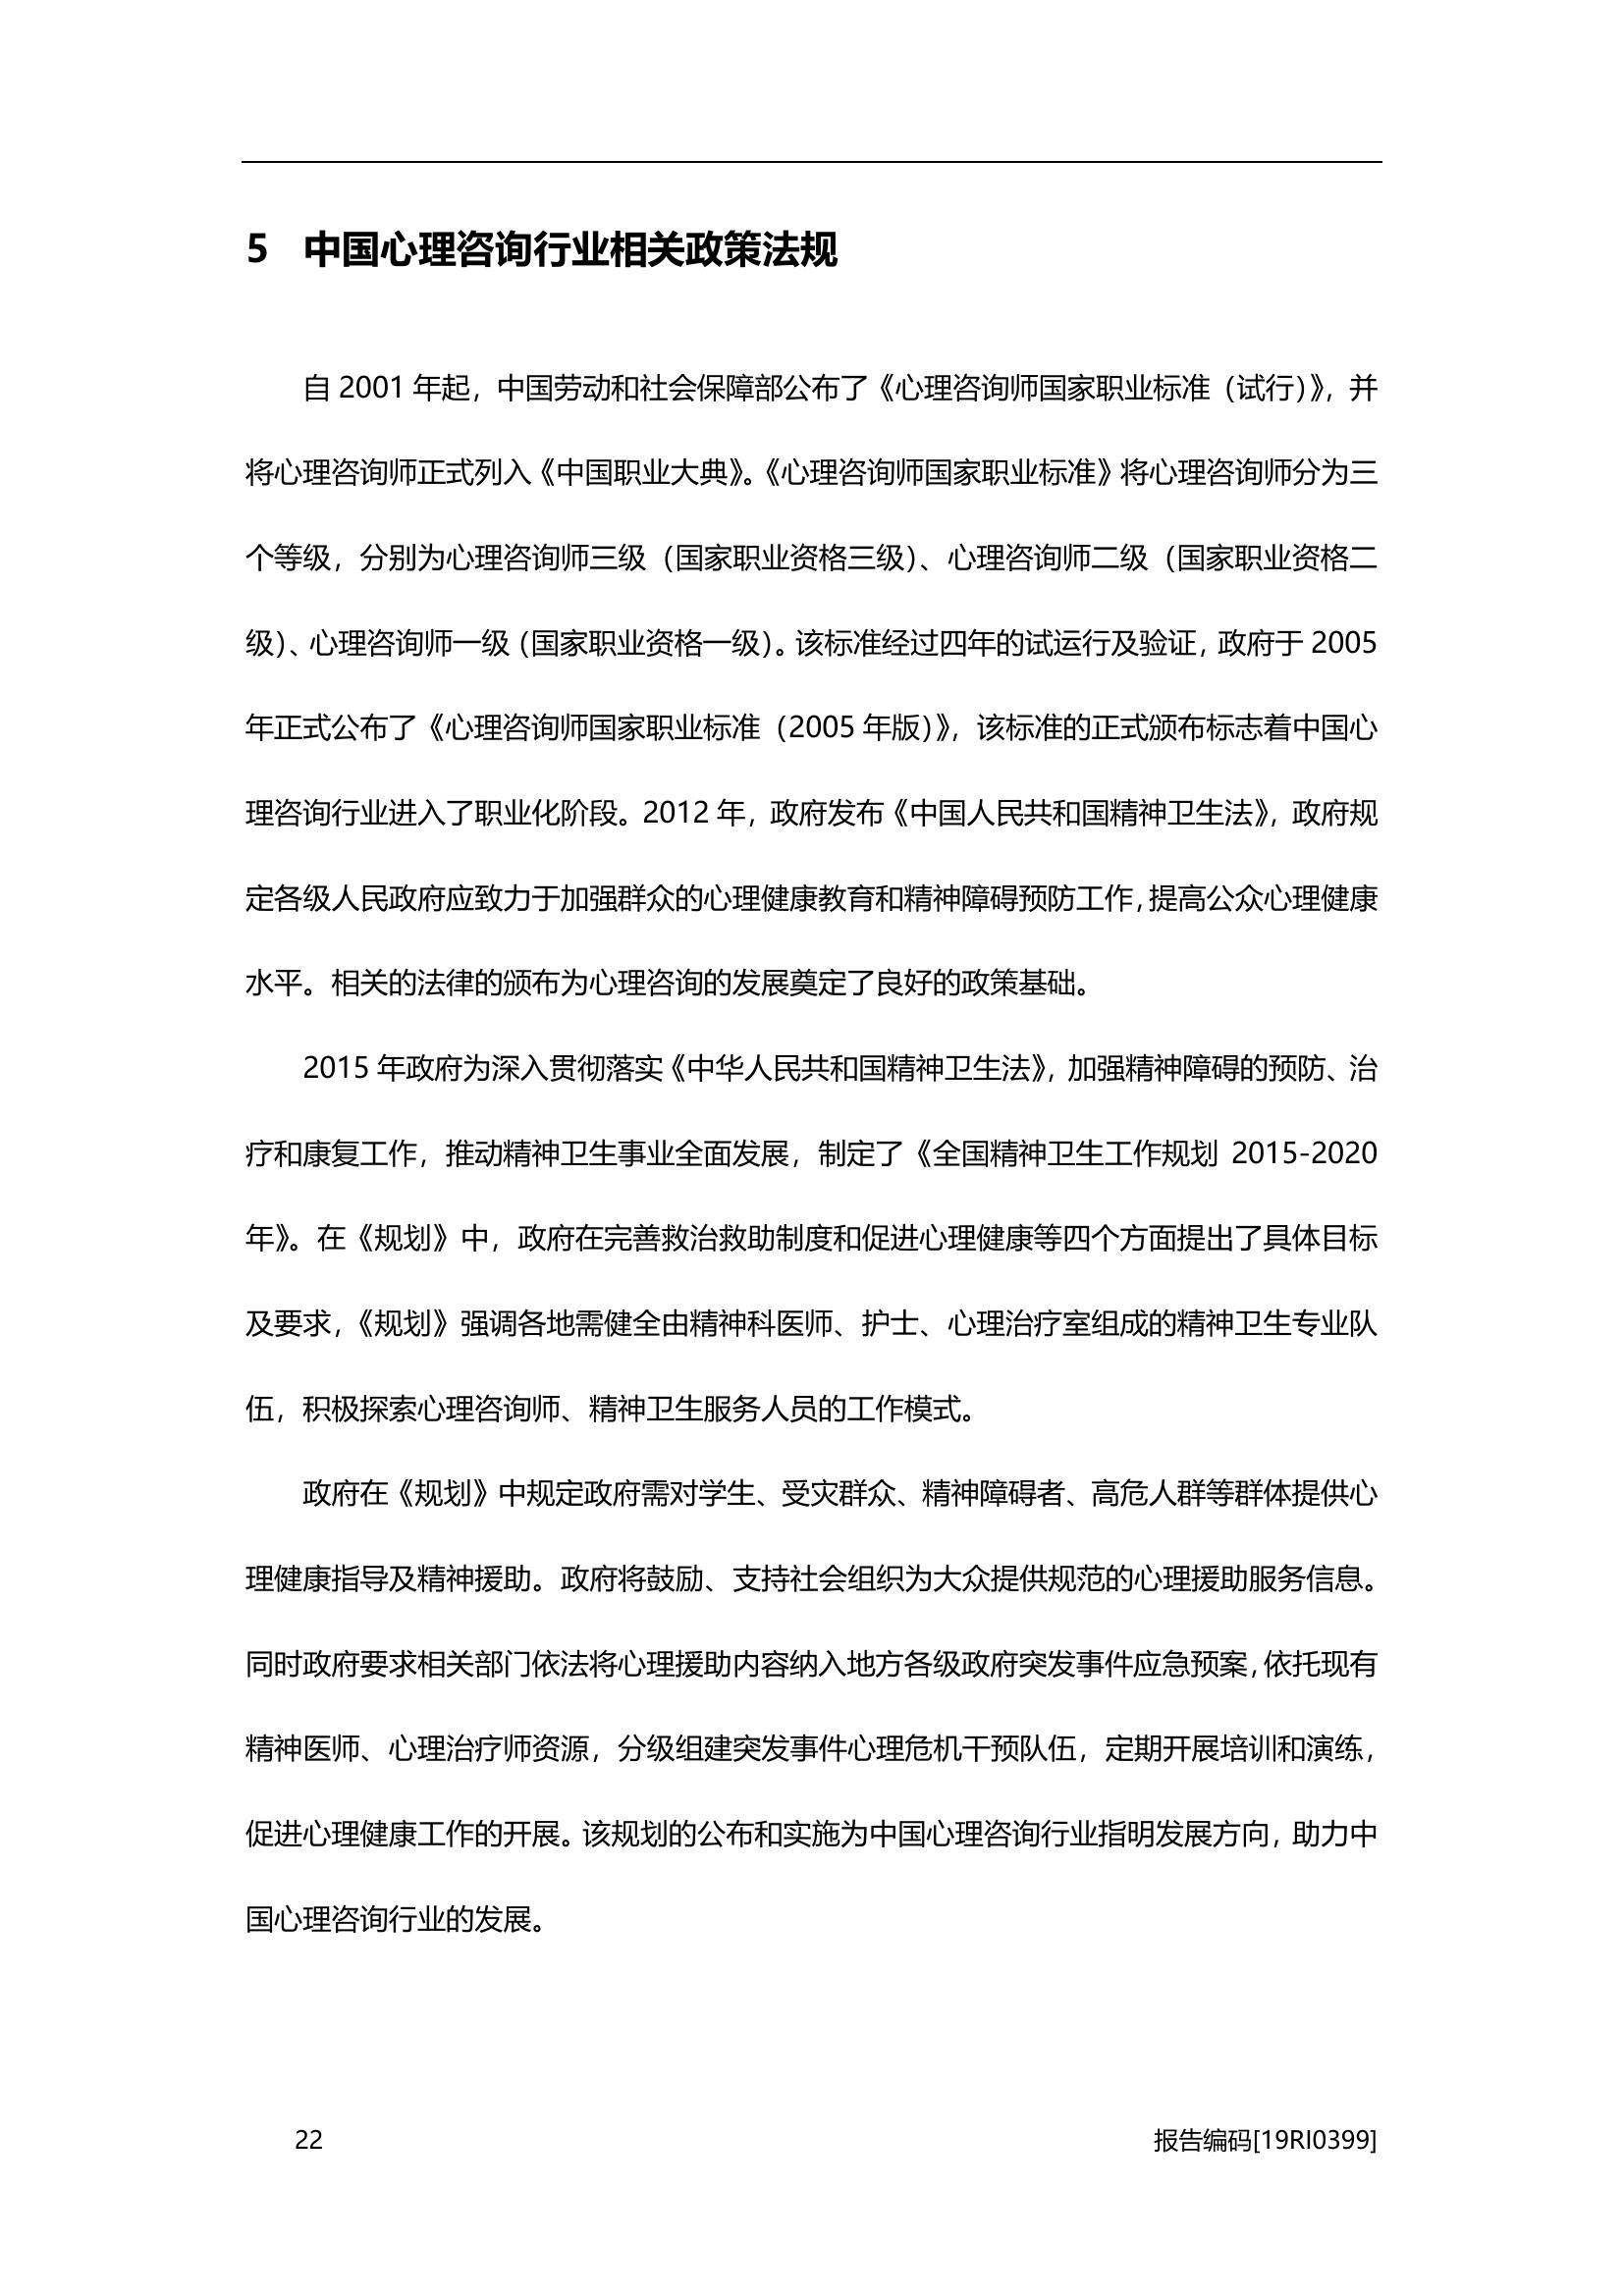 5 中国心理咨询行业相关政策法规
自 2001 年起，中国劳动和社会保障部公布了《心理咨询师国家职业标准（试行）》，并
将心理咨询师正式列入《中国职业大典》。《心理咨询师国家职业标准》将心理咨询师分为三
个等级，分别为心理咨询师三级（国家职业资格三级）、心理咨询师二级（国家职业资格二
级）、心理咨询师一级（国家职业资格一级）。该标准经过四年的试运行及验证，政府于 2005
年正式公布了《心理咨询师国家职业标准（2005 年版）》，该标准的正式颁布标志着中国心
理咨询行业进入了职业化阶段。2012 年，政府发布《中国人民共和国精神卫生法》，政府规
定各级人民政府应致力于加强群众的心理健康教育和精神障碍预防工作，提高公众心理健康
水平。相关的法律的颁布为心理咨询的发展奠定了良好的政策基础。
2015 年政府为深入贯彻落实《中华人民共和国精神卫生法》，加强精神障碍的预防、治
疗和康复工作，推动精神卫生事业全面发展，制定了《全国精神卫生工作规划 2015-2020
年》。在《规划》中，政府在完善救治救助制度和促进心理健康等四个方面提出了具体目标
及要求，《规划》强调各地需健全由精神科医师、护士、心理治疗室组成的精神卫生专业队
伍，积极探索心理咨询师、精神卫生服务人员的工作模式。
政府在《规划》中规定政府需对学生、受灾群众、精神障碍者、高危人群等群体提供心
理健康指导及精神援助。政府将鼓励、支持社会组织为大众提供规范的心理援助服务信息。
同时政府要求相关部门依法将心理援助内容纳入地方各级政府突发事件应急预案，依托现有
精神医师、心理治疗师资源，分级组建突发事件心理危机干预队伍，定期开展培训和演练，
促进心理健康工作的开展。该规划的公布和实施为中国心理咨询行业指明发展方向，助力中
国心理咨询行业的发展。
22 报告编码[19RI0399]